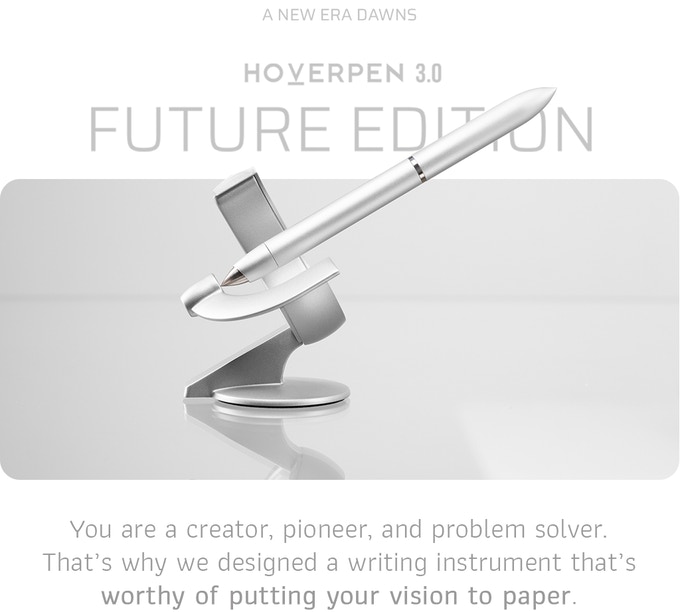 A NEW ERA DAWNS
HOVERPEN 3.0
FUTURE EDITION
You are a creator, pioneer, and problem solver.
That's why we designed a writing instrument that's
worthy of putting your vision to paper.